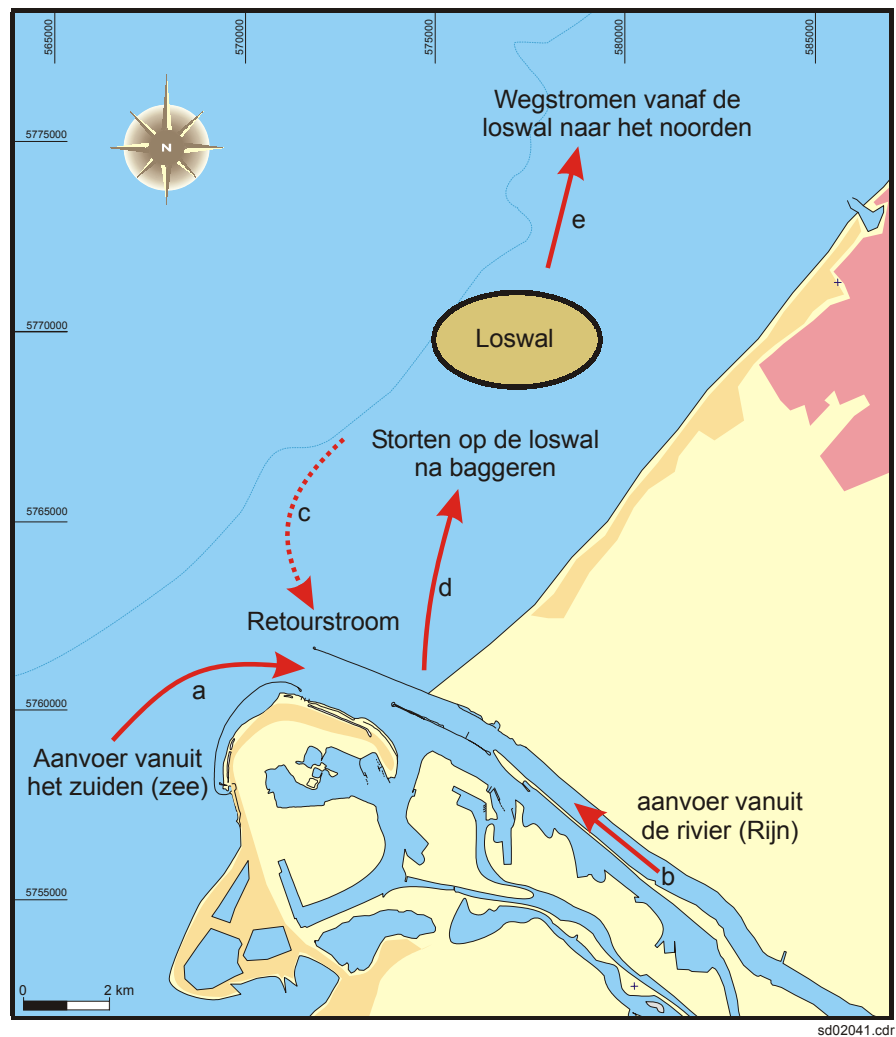 565000
570000
575000
580000
585000
Wegstromen vanaf de
loswal naar het noorden
5775000
N
e
5770000
Loswal
Storten op de loswal
na baggeren
5765000
c
d
Retourstroom
a
5760000
Aanvoer vanuit
het zuiden (zee)
aanvoer vanuit
de rivier (Rijn)
b
5755000
0 2 km
sd02041.cdr